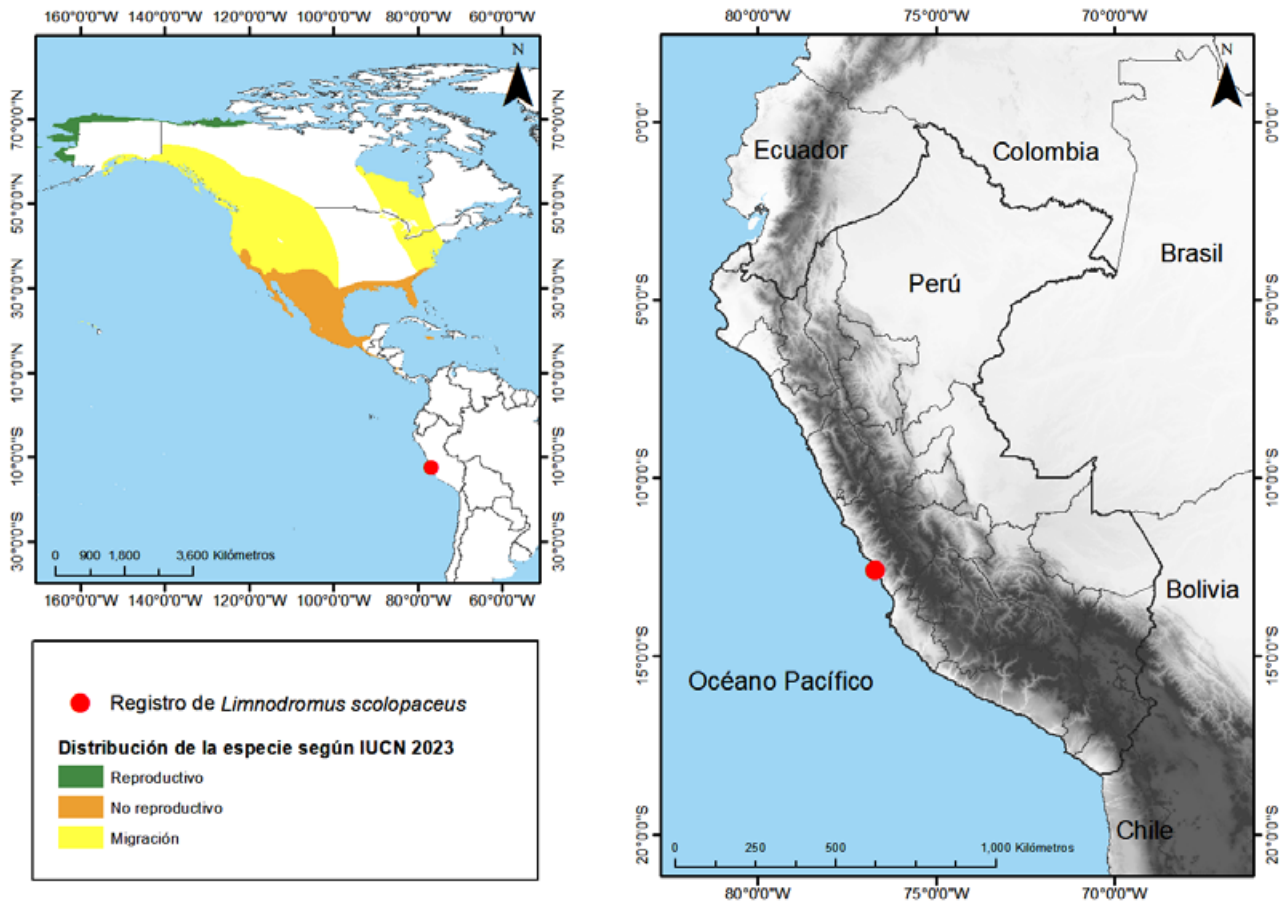 160°0'0"W 140°0'0"W 120°0'0"W 100°0'0"W 80°0'0"W 60°0'0"W
N
70°0'0"N 70°0'0"N
50°0'0"N 50°0'0"N
30°0'0"N 30°0'0"N
10°0'0"N 10°0'0"N
10°0'0"S 10°0'0"S
30°0'0"S 30°0'0"S
0 900 1,800 3,600 Kilómetros
160°0'0"W 140°0'0"W 120°0'0"W 100°0'0"W 80°0'0"W 60°0'0"W
Registro de Limnodromus scolopaceus
Distribución de la especie según IUCN 2023
Reproductivo
No reproductivo
Migración
80°0'0"W 75°0'0"W 70°0'0"W
N
0°0'0" 0°0'0"
Ecuador Colombia
Brasil
Perú
5°0'0"S 5°0'0"S
10°0'0"S 10°0'0"S
Bolivia
15°0'0"S 15°0'0"S
Océano Pacífico
Chile
20°0'0"S 20°0'0"S
0 250 500 1,000 Kilómetros
80°0'0"W 75°0'0"W 70°0'0"W